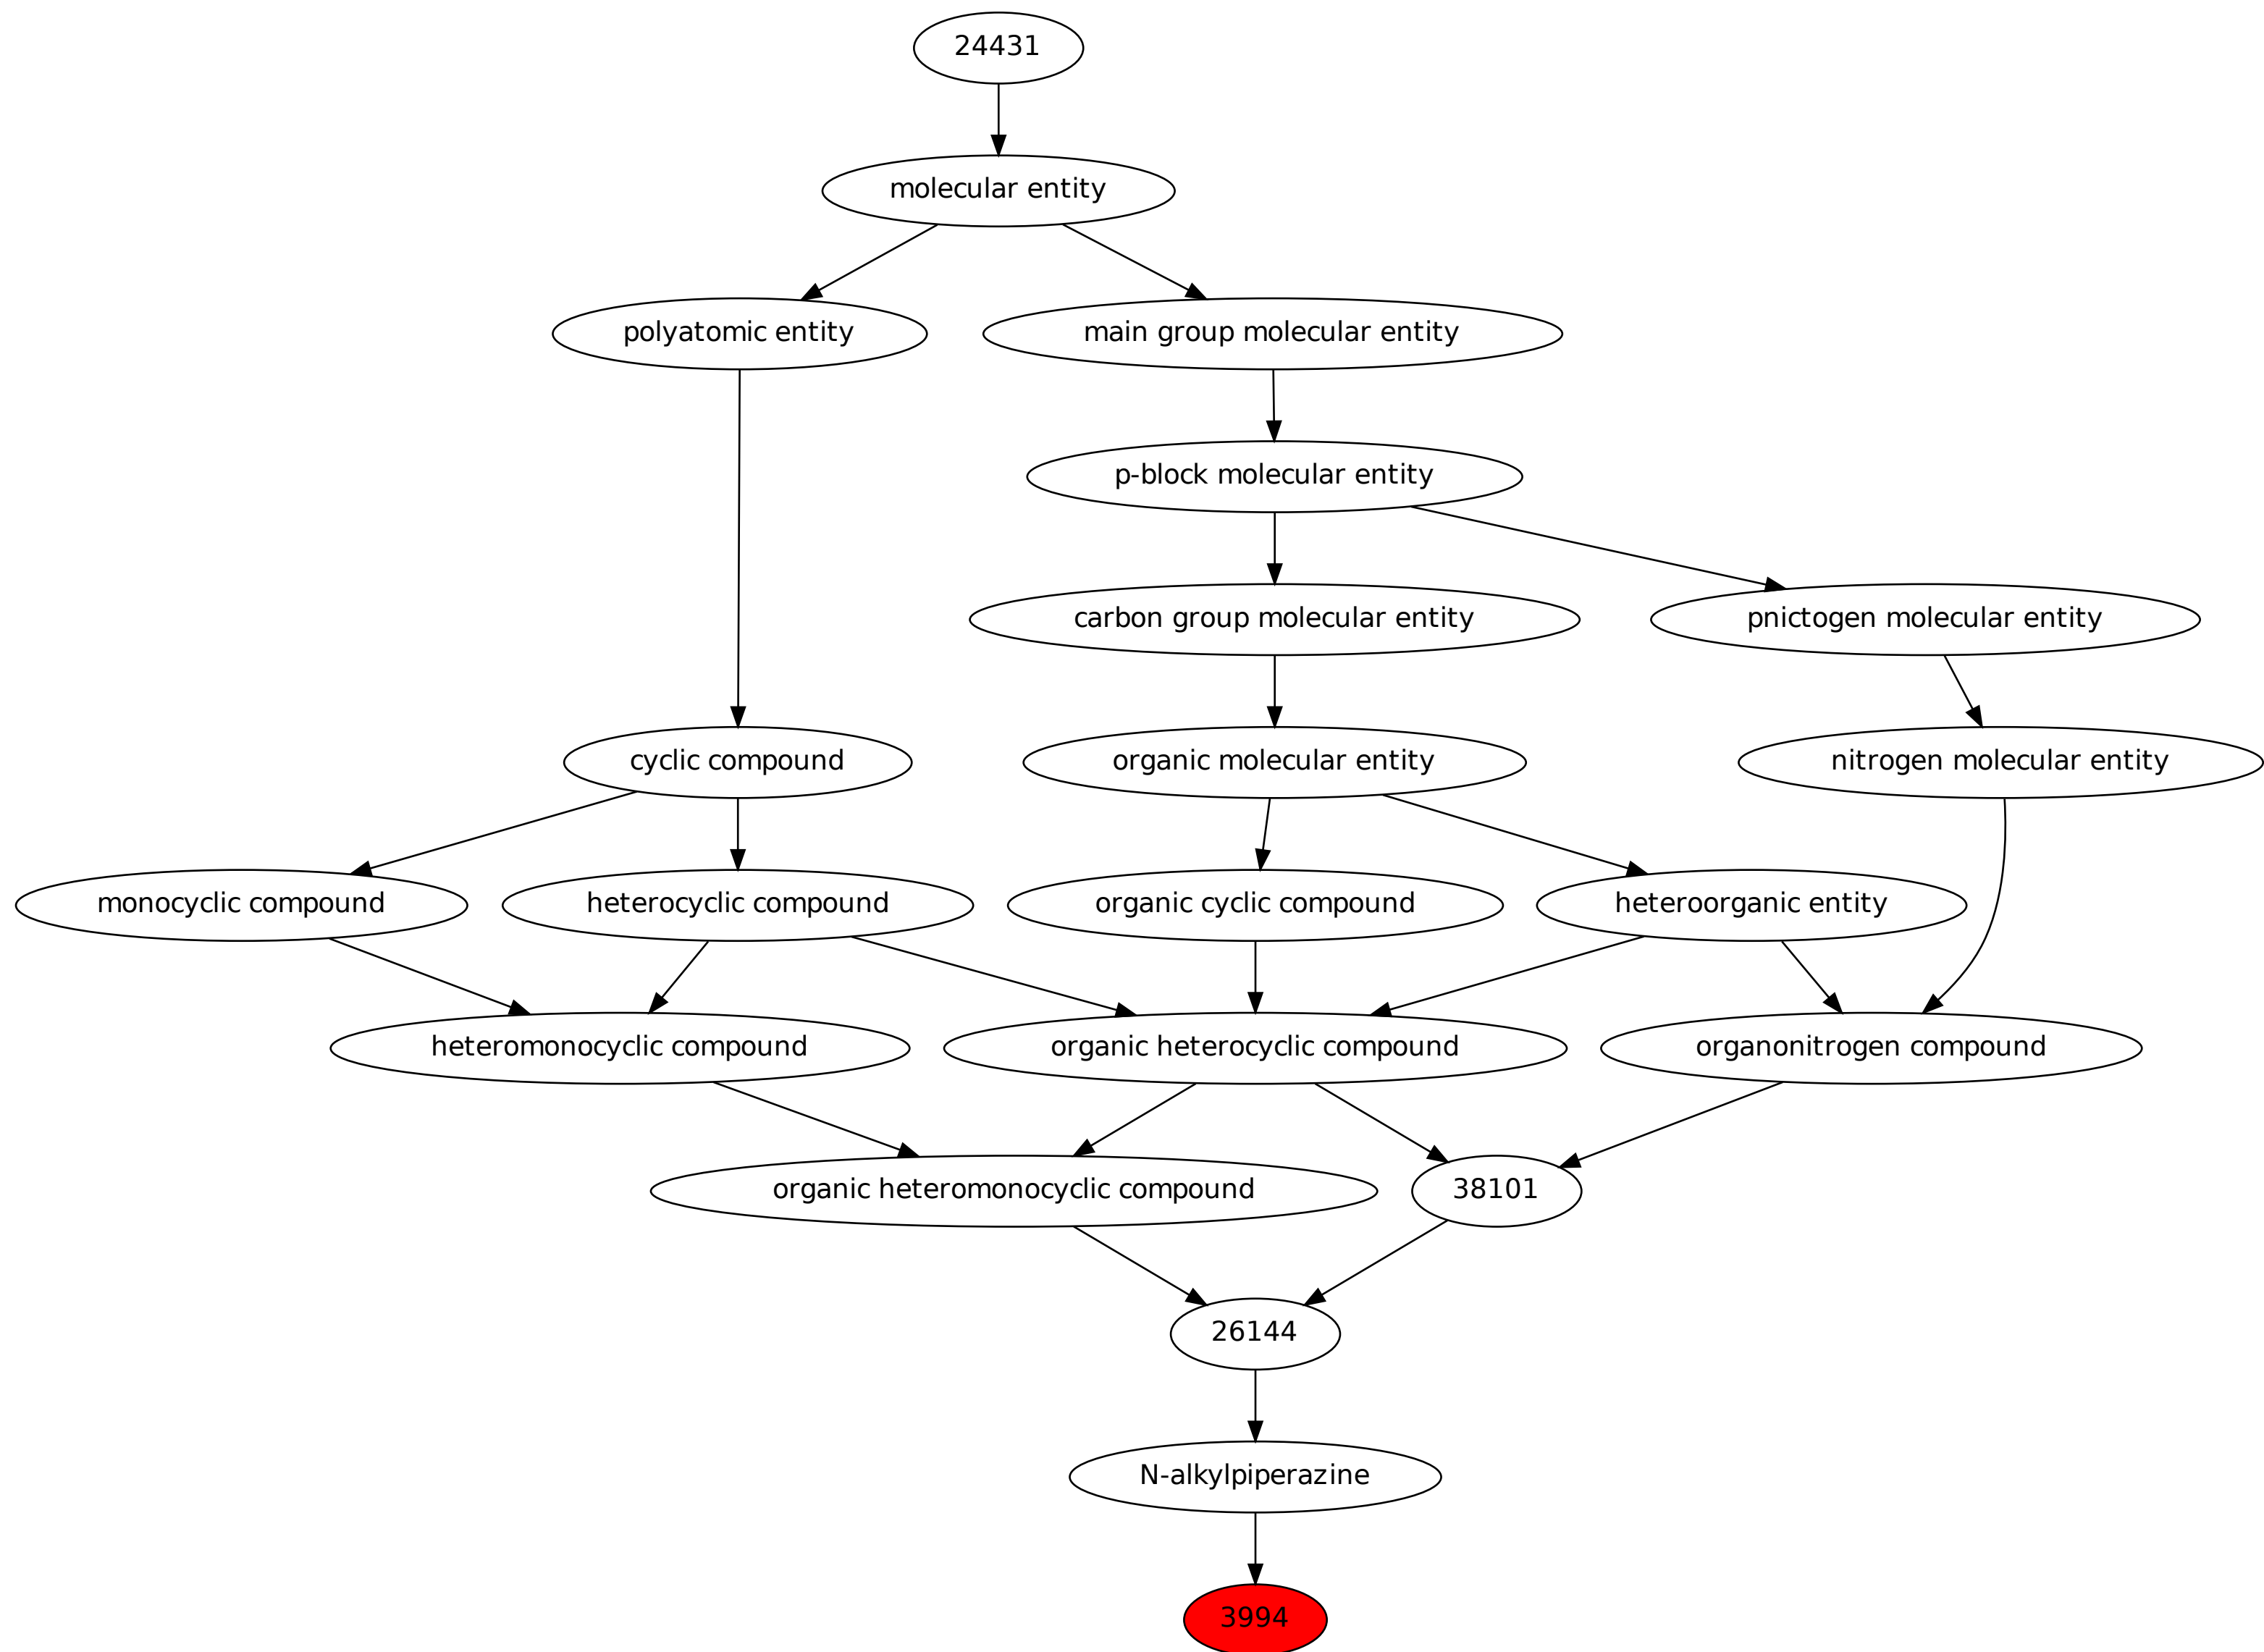 24431
molecular entity
polyatomic entity
main group molecular entity
p-block molecular entity
carbon group molecular entity
pnictogen molecular entity
cyclic compound
organic molecular entity
nitrogen molecular entity
monocyclic compound
heterocyclic compound
organic cyclic compound
heteroorganic entity
heteromonocyclic compound
organic heterocyclic compound
organonitrogen compound
organic heteromonocyclic compound
38101
26144
N-alkylpiperazine
3994